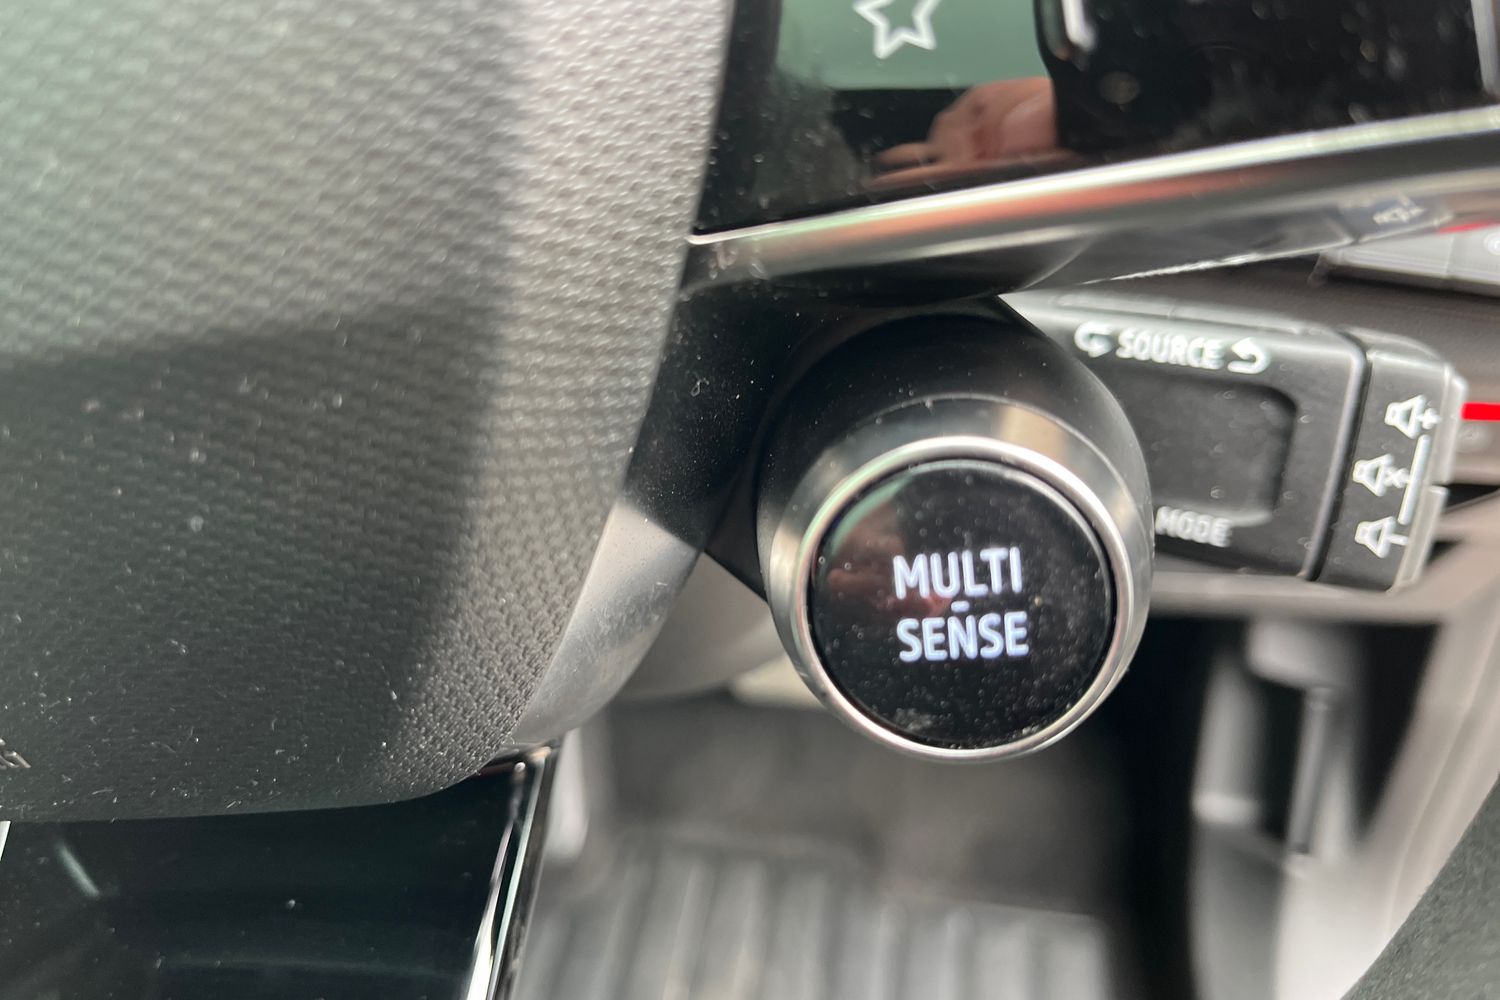 SOURCE
MODE
MULTI
-
SENSE